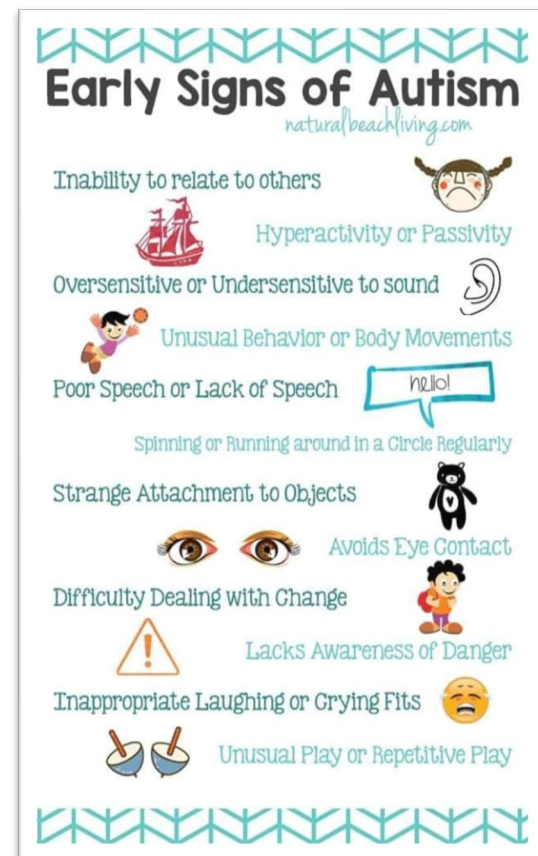 Early Signs of Autism
naturalbeachliving.com
Inability to relate to others
Hyperactivity or Passivity
Oversensitive or Undersensitive to sound
Unusual Behavior or Body Movements
Poor Speech or Lack of Speech
hello!
Spinning or Running around in a Circle Regularly
Strange Attachment to Objects
Avoids Eye Contact
Difficulty Dealing with Change
Lacks Awareness of Danger
Inappropriate Laughing or Crying Fits
Unusual Play or Repetitive Play